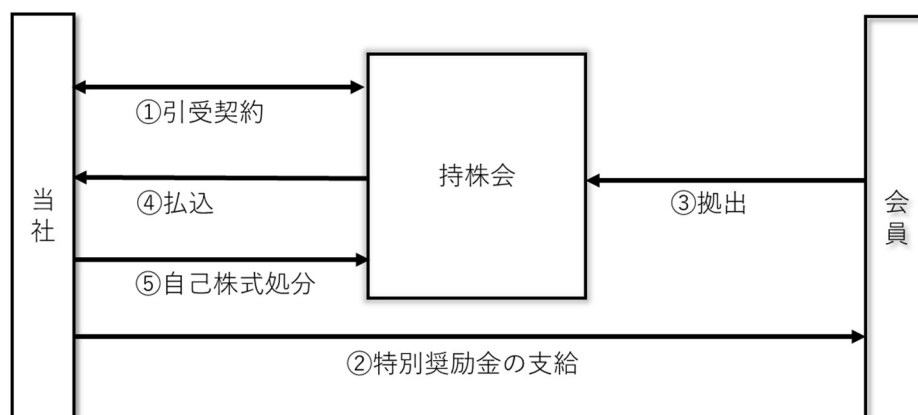 ①引受契約
持株会
④払込
③拠出
当社
会員
⑤自己株式処分
②特別奨励金の支給